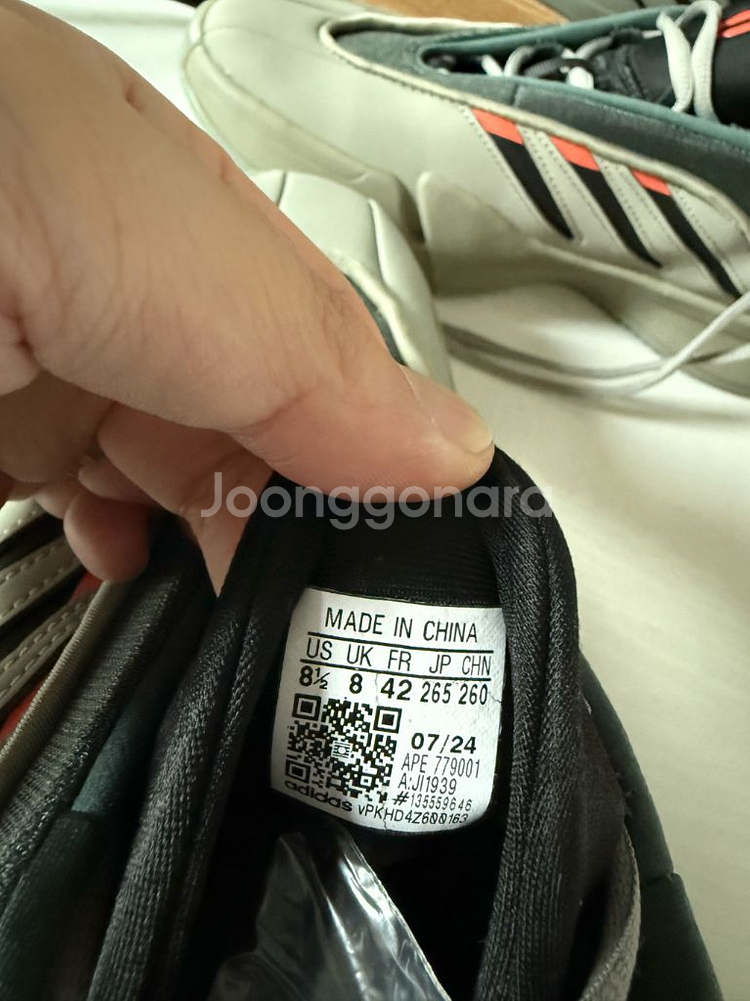 Joonggonara
MADE IN CHINA
US UK FR JP CHN
8½ 8 42 265 260
07/24
APE 779001
A:JI1939
#135559646
adidas vPKHD4Z600163